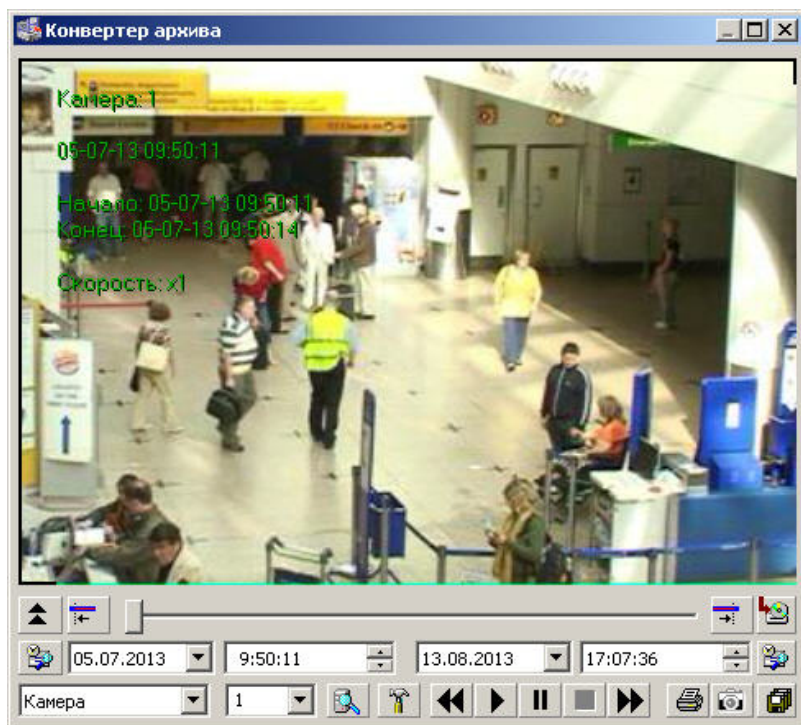 Конвертер архива
Камера: 1
05-07-13 09:50:11
Начало: 05-07-13 09:50:11
Конец: 05-07-13 09:50:14
Скорость: x1
05.07.2013
9:50:11
13.08.2013
17:07:36
Камера
1